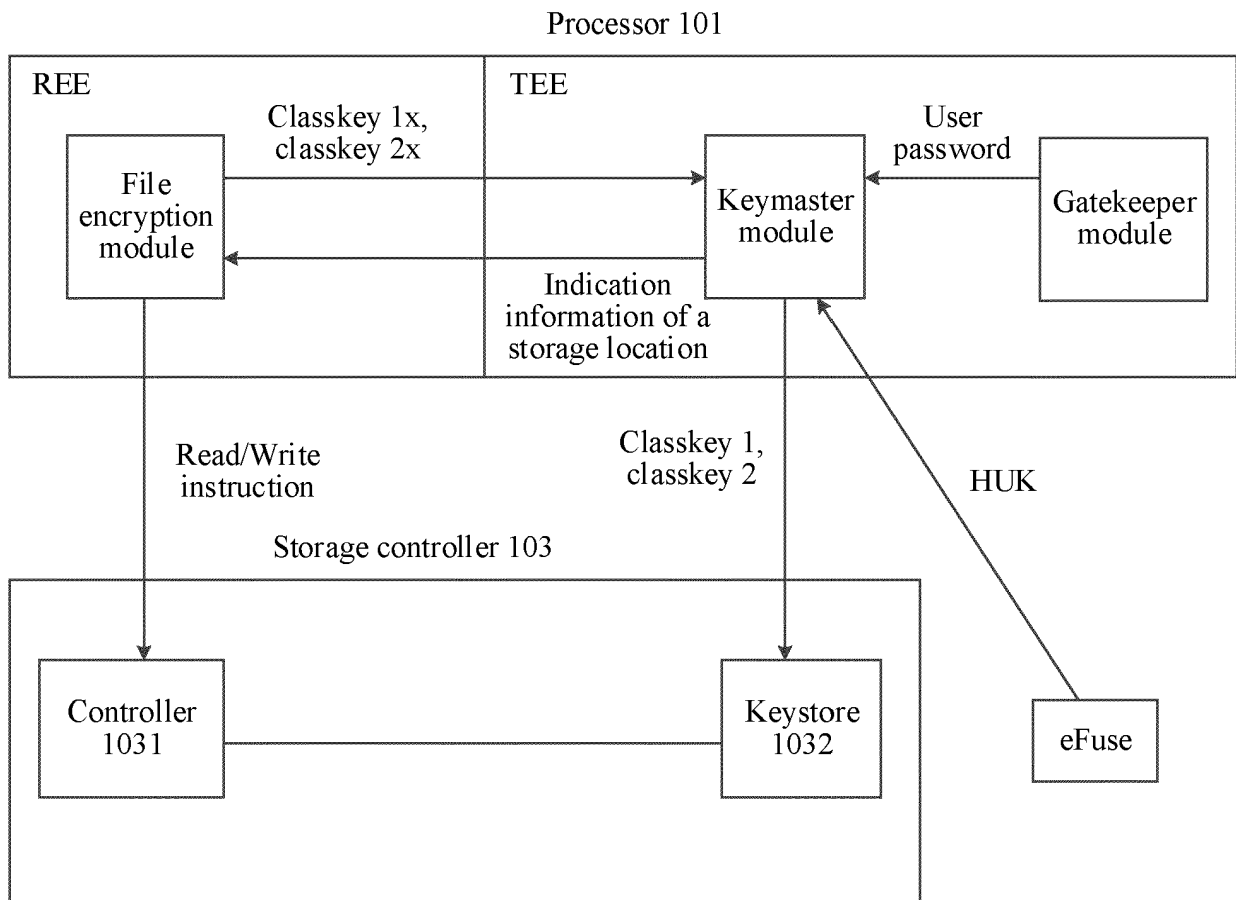 Processor 101
REE
TEE
Classkey 1x,
classkey 2x
User
password
File
encryption
module
Keymaster
module
Gatekeeper
module
Indication
information of a
storage location
Read/Write
instruction
Classkey 1,
classkey 2
HUK
Storage controller 103
Controller
1031
Keystore
1032
eFuse